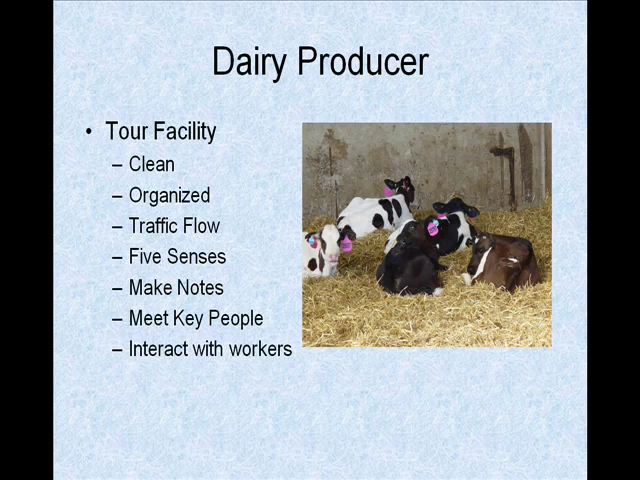 Dairy Producer
• Tour Facility
– Clean
– Organized
– Traffic Flow
– Five Senses
– Make Notes
– Meet Key People
– Interact with workers